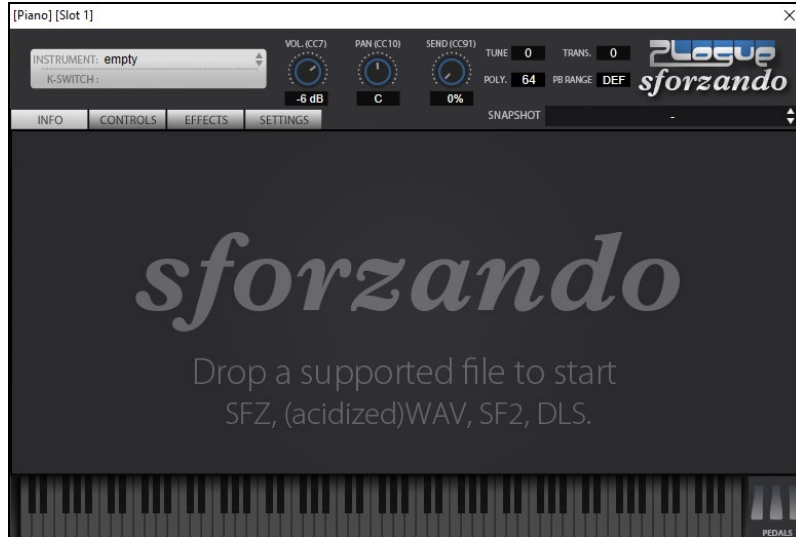 [Piano] [Slot 1]
INSTRUMENT: empty
K-SWITCH :
VOL. (CC7)
-6 dB
PAN (CC10)
C
SEND (CC91)
0%
TUNE 0
TRANS. 0
POLY. 64
PB RANGE DEF
Plogue
sforzando
INFO CONTROLS EFFECTS SETTINGS
SNAPSHOT -
sforzando
Drop a supported file to start
SFZ, (acidized)WAV, SF2, DLS.
PEDALS